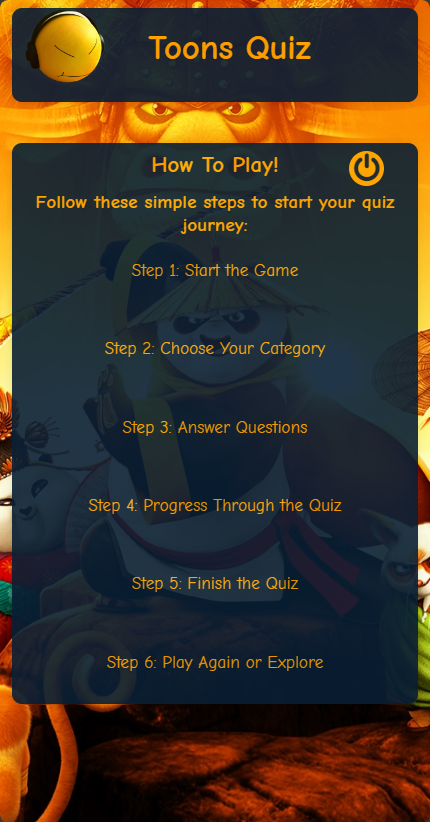 Toons Quiz
How To Play!
Follow these simple steps to start your quiz
journey:
Step 1: Start the Game
Step 2: Choose Your Category
Step 3: Answer Questions
Step 4: Progress Through the Quiz
Step 5: Finish the Quiz
Step 6: Play Again or Explore